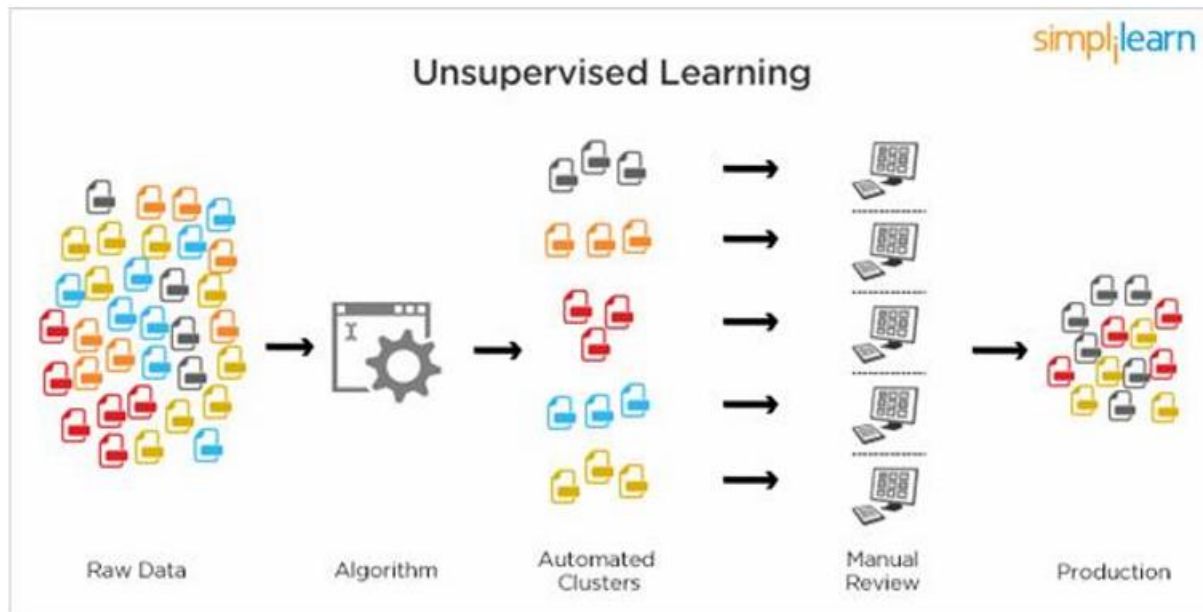 simplilearn
Unsupervised Learning
Raw Data
Algorithm
Automated
Clusters
Manual
Review
Production